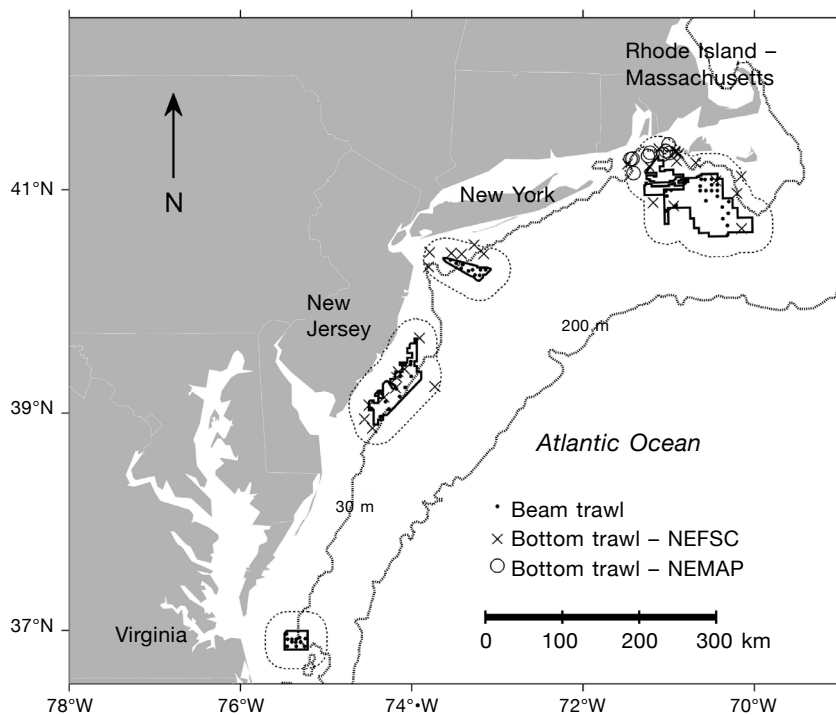 Rhode Island –
Massachusetts
41°N
N
New York
New
Jersey
200 m
39°N
Atlantic Ocean
30 m
Beam trawl
Bottom trawl – NEFSC
Bottom trawl – NEMAP
37°N
Virginia
0 100 200 300 km
78°W 76°W 74°W 72°W 70°W